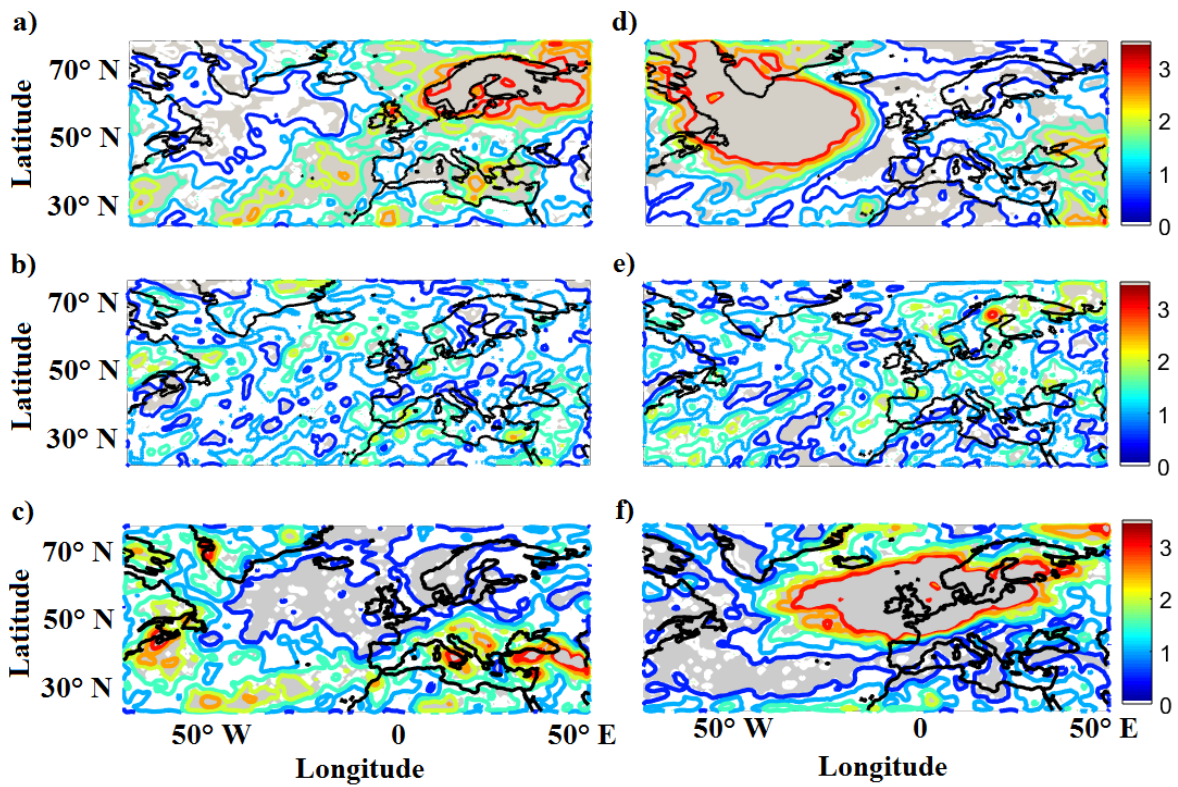 a)
d)
70° N
50° N
30° N
Latitude
3
2
1
0
b)
e)
70° N
50° N
30° N
Latitude
3
2
1
0
c)
f)
70° N
50° N
30° N
Latitude
3
2
1
0
50° W
0
50° E
50° W
0
50° E
Longitude
Longitude